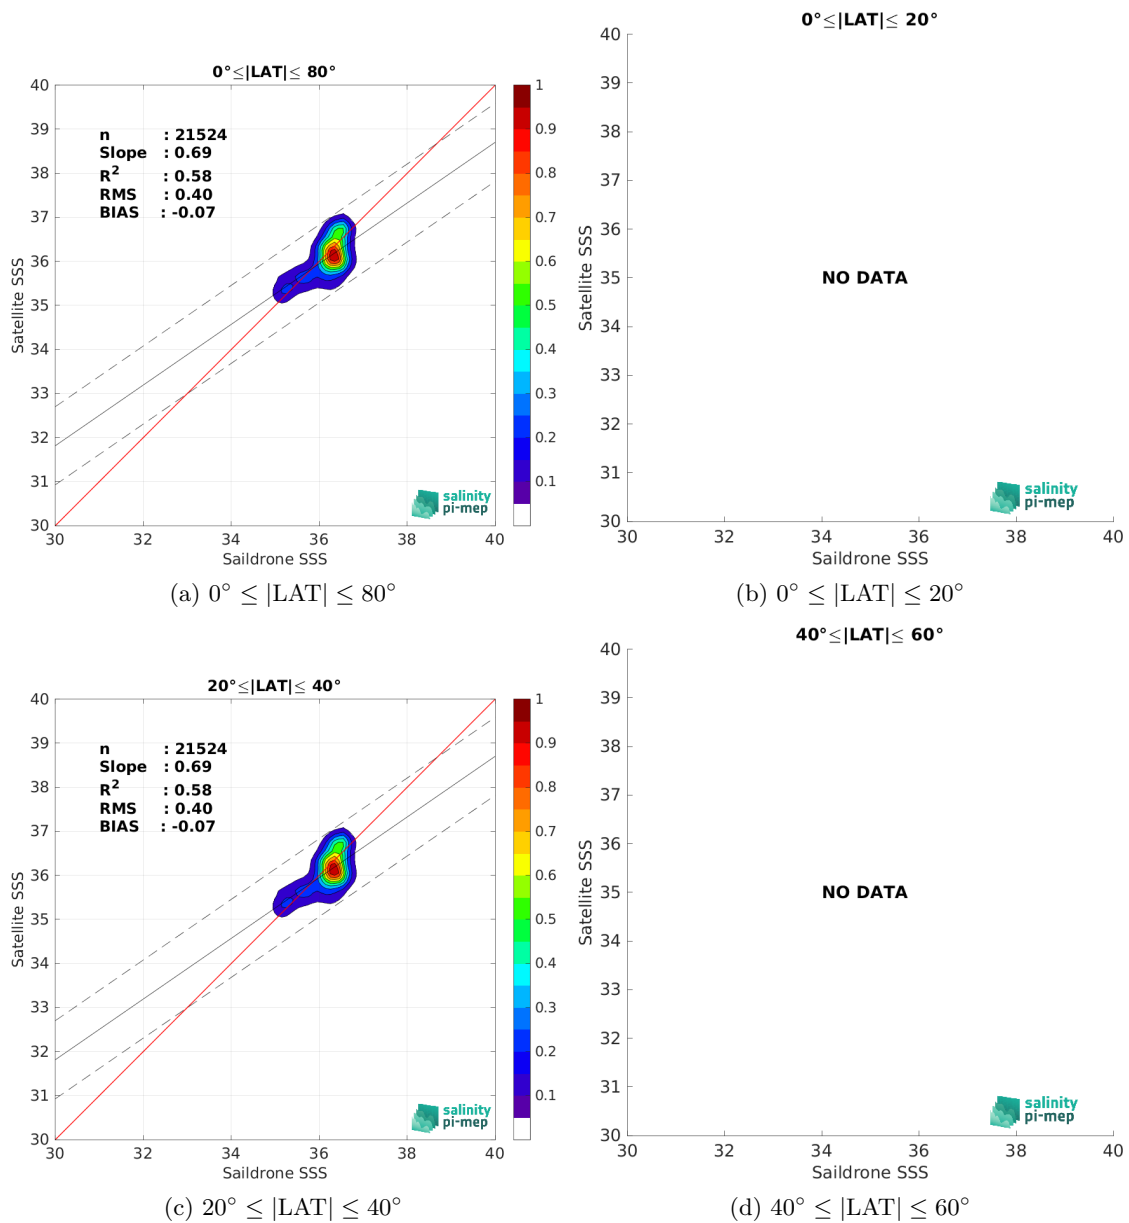 0°≤|LAT|≤ 80°
40
39
38
37
36
35
34
33
32
31
30
Satellite SSS
n : 21524
Slope : 0.69
R² : 0.58
RMS : 0.40
BIAS : -0.07
salinity
pi-mep
30 32 34 36 38 40
Saildrone SSS
1
0.9
0.8
0.7
0.6
0.5
0.4
0.3
0.2
0.1
(a) 0° ≤ |LAT| ≤ 80°
0°≤|LAT|≤ 20°
40
39
38
37
36
35
34
33
32
31
30
Satellite SSS
NO DATA
salinity
pi-mep
30 32 34 36 38 40
Saildrone SSS
(b) 0° ≤ |LAT| ≤ 20°
20°≤|LAT|≤ 40°
40
39
38
37
36
35
34
33
32
31
30
Satellite SSS
n : 21524
Slope : 0.69
R² : 0.58
RMS : 0.40
BIAS : -0.07
salinity
pi-mep
30 32 34 36 38 40
Saildrone SSS
1
0.9
0.8
0.7
0.6
0.5
0.4
0.3
0.2
0.1
(c) 20° ≤ |LAT| ≤ 40°
40°≤|LAT|≤ 60°
40
39
38
37
36
35
34
33
32
31
30
Satellite SSS
NO DATA
salinity
pi-mep
30 32 34 36 38 40
Saildrone SSS
(d) 40° ≤ |LAT| ≤ 60°